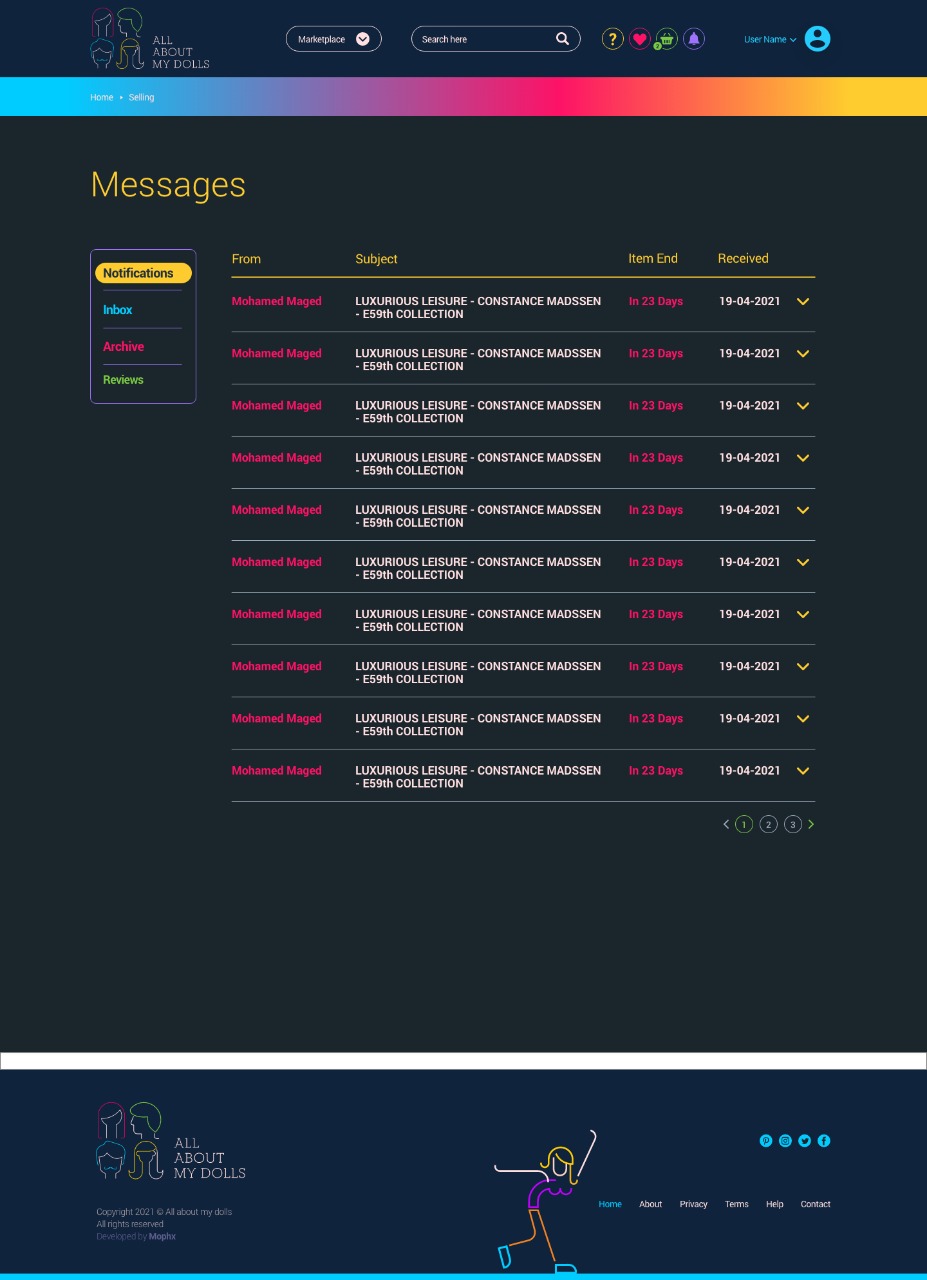 ALL
ABOUT
MY DOLLS
Marketplace
Search here
?
User Name
Home • Selling
Messages
Notifications
Inbox
Archive
Reviews
From Subject Item End Received
Mohamed Maged LUXURIOUS LEISURE - CONSTANCE MADSSEN In 23 Days 19-04-2021
- E59th COLLECTION
Mohamed Maged LUXURIOUS LEISURE - CONSTANCE MADSSEN In 23 Days 19-04-2021
- E59th COLLECTION
Mohamed Maged LUXURIOUS LEISURE - CONSTANCE MADSSEN In 23 Days 19-04-2021
- E59th COLLECTION
Mohamed Maged LUXURIOUS LEISURE - CONSTANCE MADSSEN In 23 Days 19-04-2021
- E59th COLLECTION
Mohamed Maged LUXURIOUS LEISURE - CONSTANCE MADSSEN In 23 Days 19-04-2021
- E59th COLLECTION
Mohamed Maged LUXURIOUS LEISURE - CONSTANCE MADSSEN In 23 Days 19-04-2021
- E59th COLLECTION
Mohamed Maged LUXURIOUS LEISURE - CONSTANCE MADSSEN In 23 Days 19-04-2021
- E59th COLLECTION
Mohamed Maged LUXURIOUS LEISURE - CONSTANCE MADSSEN In 23 Days 19-04-2021
- E59th COLLECTION
Mohamed Maged LUXURIOUS LEISURE - CONSTANCE MADSSEN In 23 Days 19-04-2021
- E59th COLLECTION
Mohamed Maged LUXURIOUS LEISURE - CONSTANCE MADSSEN In 23 Days 19-04-2021
- E59th COLLECTION
1 2 3
ALL
ABOUT
MY DOLLS
Home About Privacy Terms Help Contact
Copyright 2021 © All about my dolls
All rights reserved
Developed by Mophx